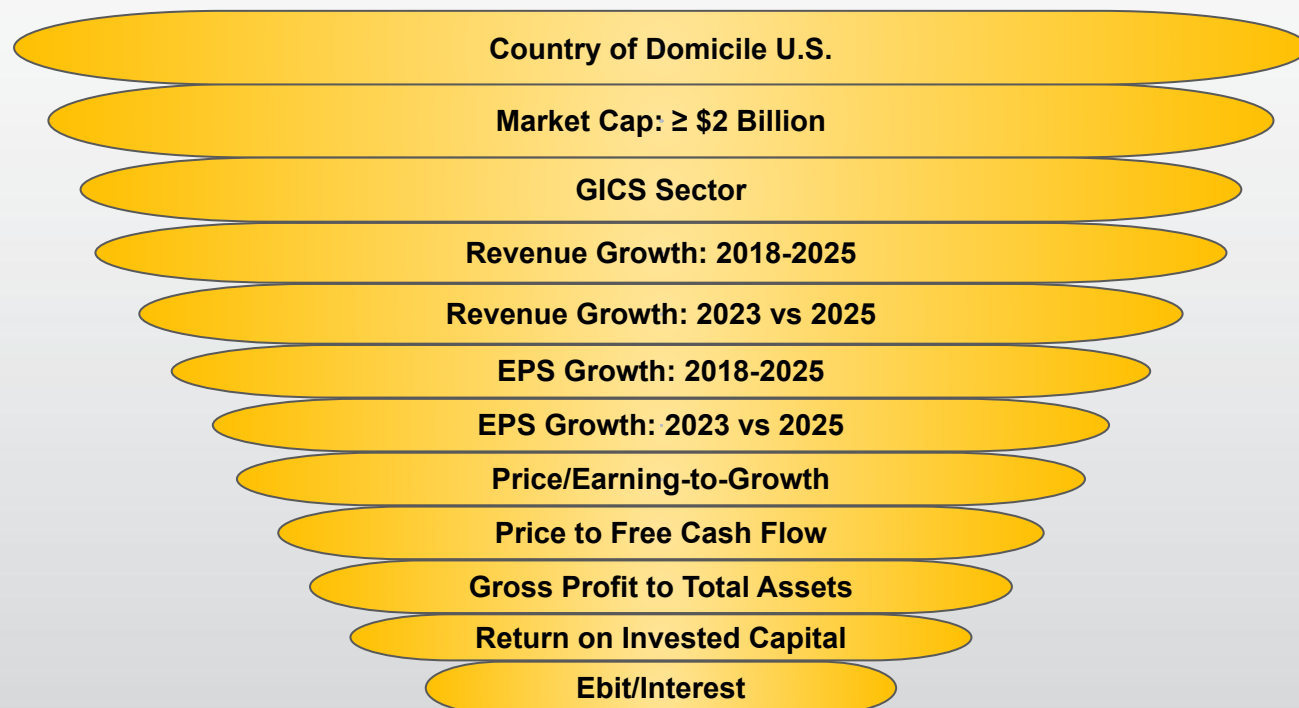 Country of Domicile U.S.
Market Cap: ≥ $2 Billion
GICS Sector
Revenue Growth: 2018-2025
Revenue Growth: 2023 vs 2025
EPS Growth: 2018-2025
EPS Growth: 2023 vs 2025
Price/Earning-to-Growth
Price to Free Cash Flow
Gross Profit to Total Assets
Return on Invested Capital
Ebit/Interest